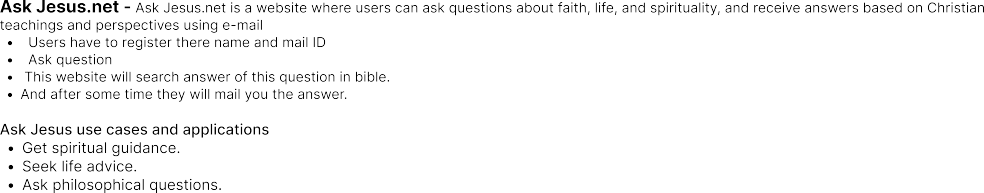 Ask Jesus.net - Ask Jesus.net is a website where users can ask questions about faith, life, and spirituality, and receive answers based on Christian
teachings and perspectives using e-mail
• Users have to register there name and mail ID
• Ask question
• This website will search answer of this question in bible.
• And after some time they will mail you the answer.
Ask Jesus use cases and applications
• Get spiritual guidance.
• Seek life advice.
• Ask philosophical questions.